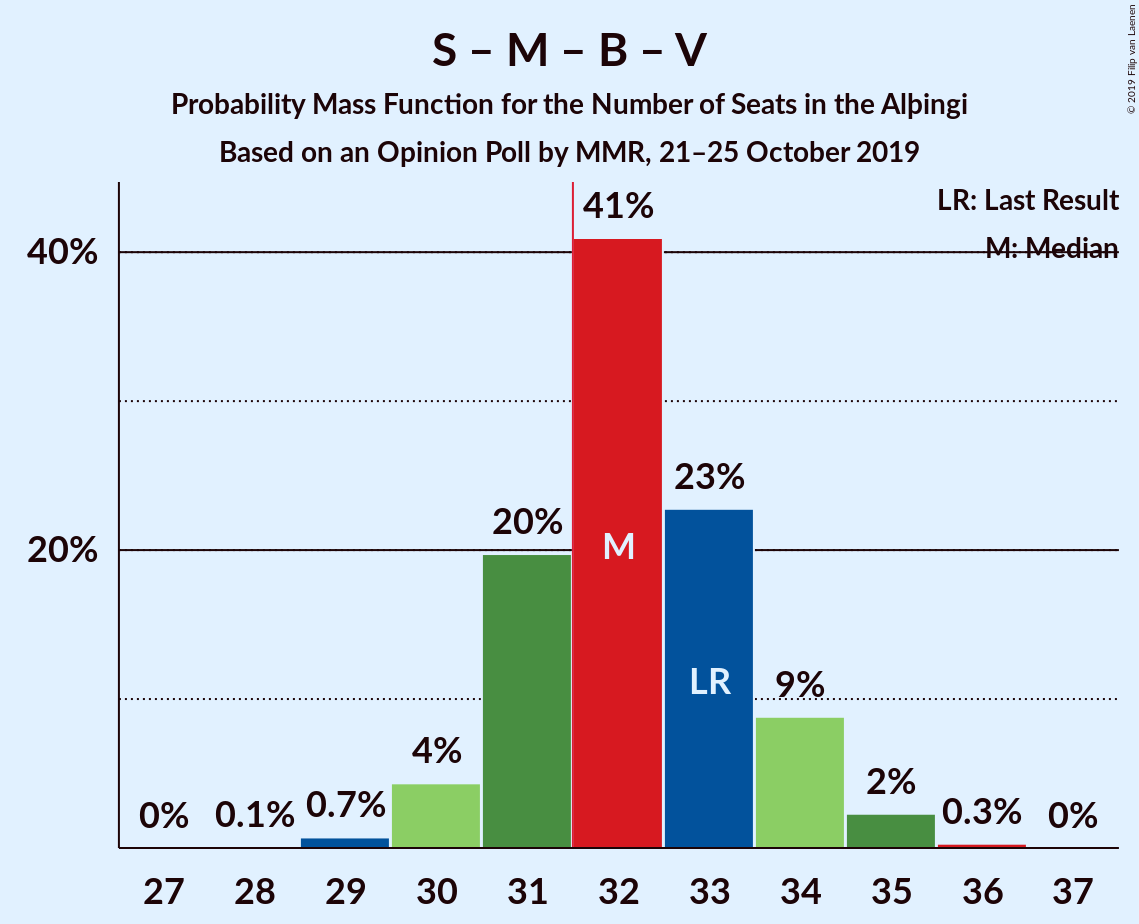 S – M – B – V
Probability Mass Function for the Number of Seats in the Alþingi
Based on an Opinion Poll by MMR, 21–25 October 2019
© 2019 Filip van Laenen
LR: Last Result
M: Median
40%
20%
0%
0.1%
0.7%
4%
20%
41%
23%
9%
2%
0.3%
0%
M
LR
27 28 29 30 31 32 33 34 35 36 37